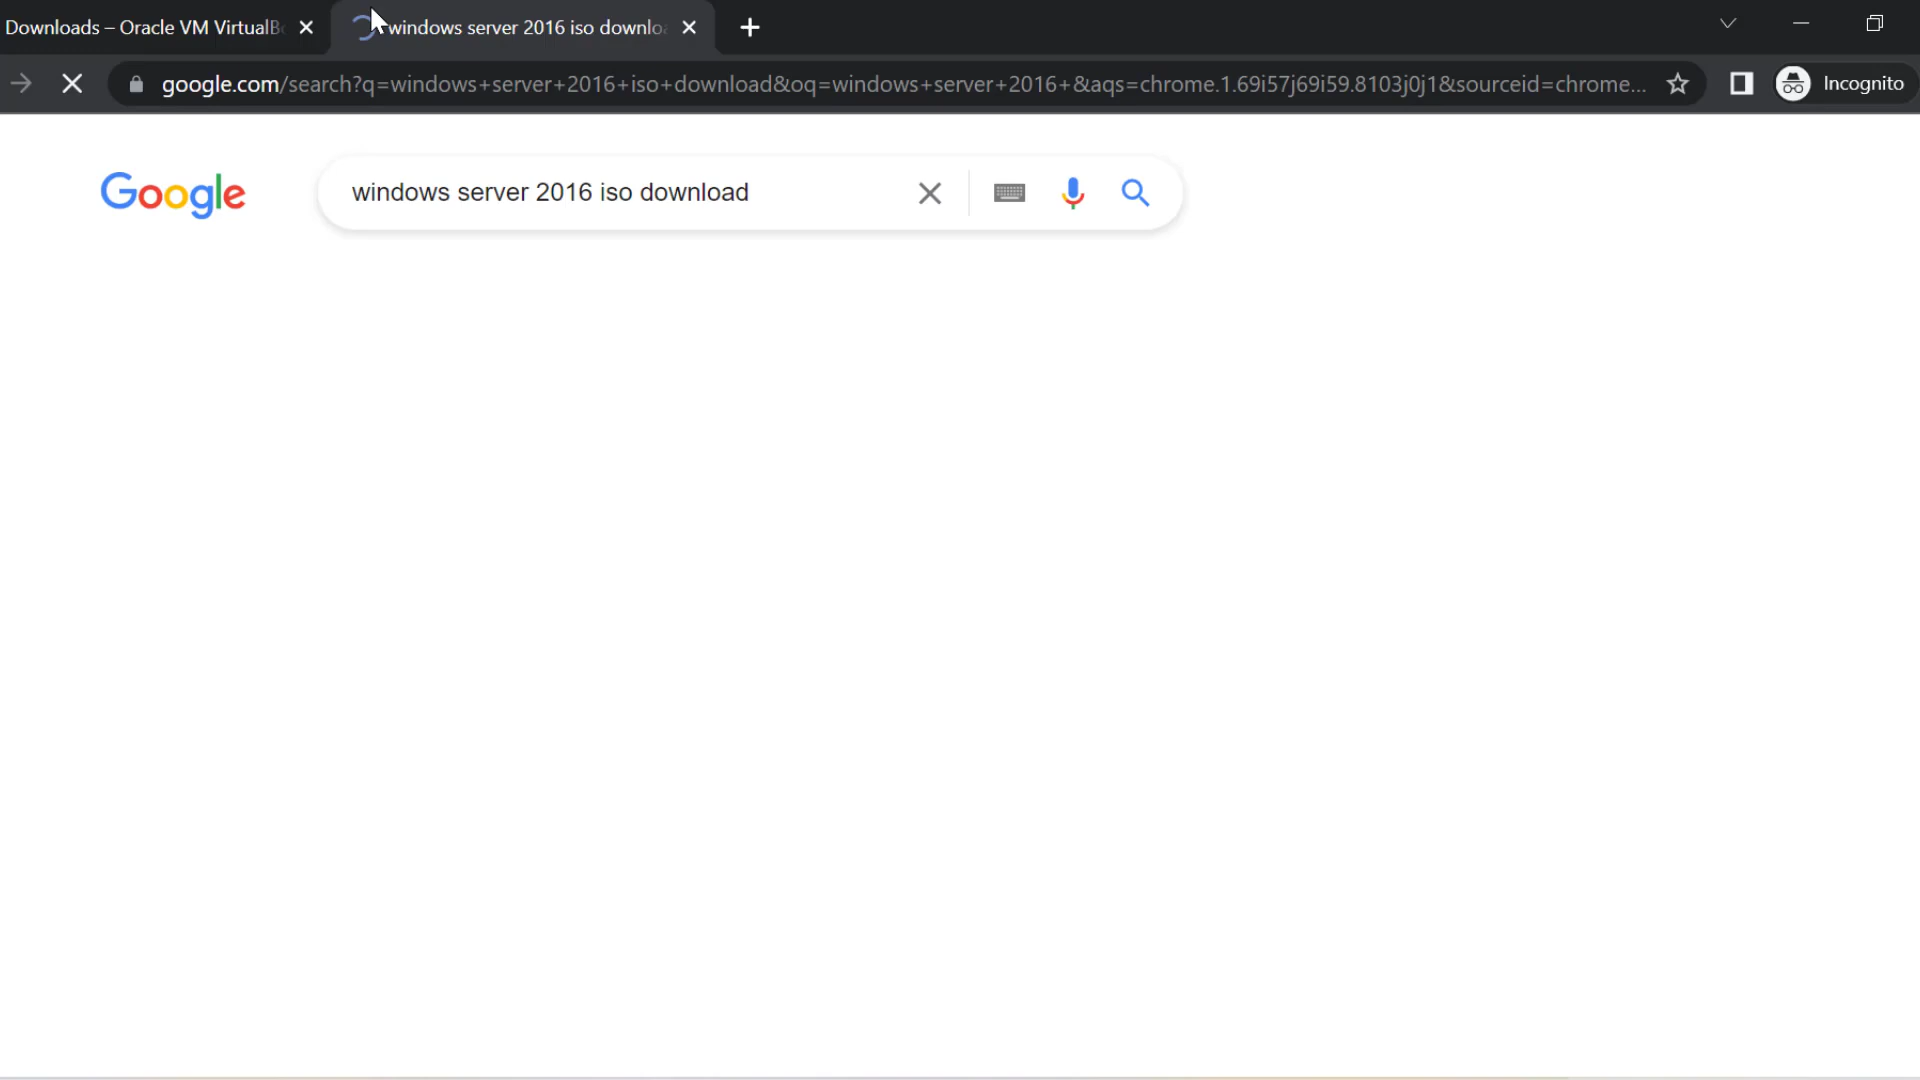 Downloads – Oracle VM VirtualB
windows server 2016 iso downlo
google.com/search?q=windows+server+2016+iso+download&oq=windows+server+2016+&aqs=chrome.1.69i57j69i59.8103j0j1&sourceid=chrome...
Incognito
Google
windows server 2016 iso download